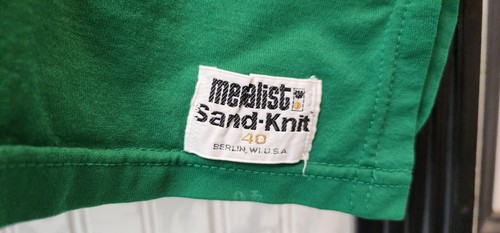 medalist
Sand-Knit
40
BERLIN, WI. U.S.A.